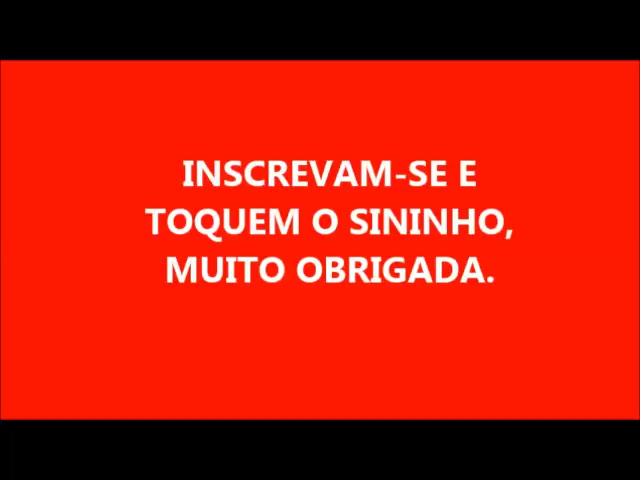 INSCREVAM-SE E
TOQUEM O SININHO,
MUITO OBRIGADA.